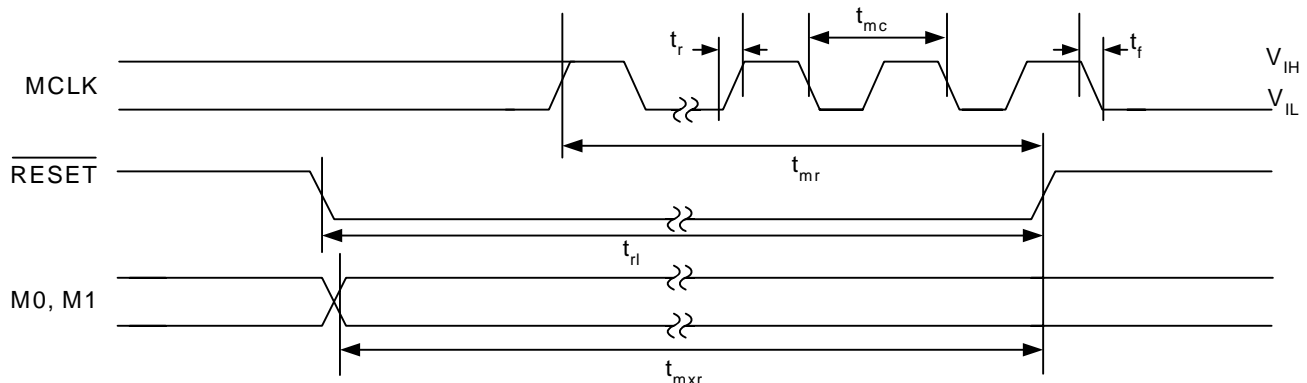 t_mc
t_r
t_f
V_IH
MCLK
V_IL
t_mr
RESET
t_rl
M0, M1
t_mxr